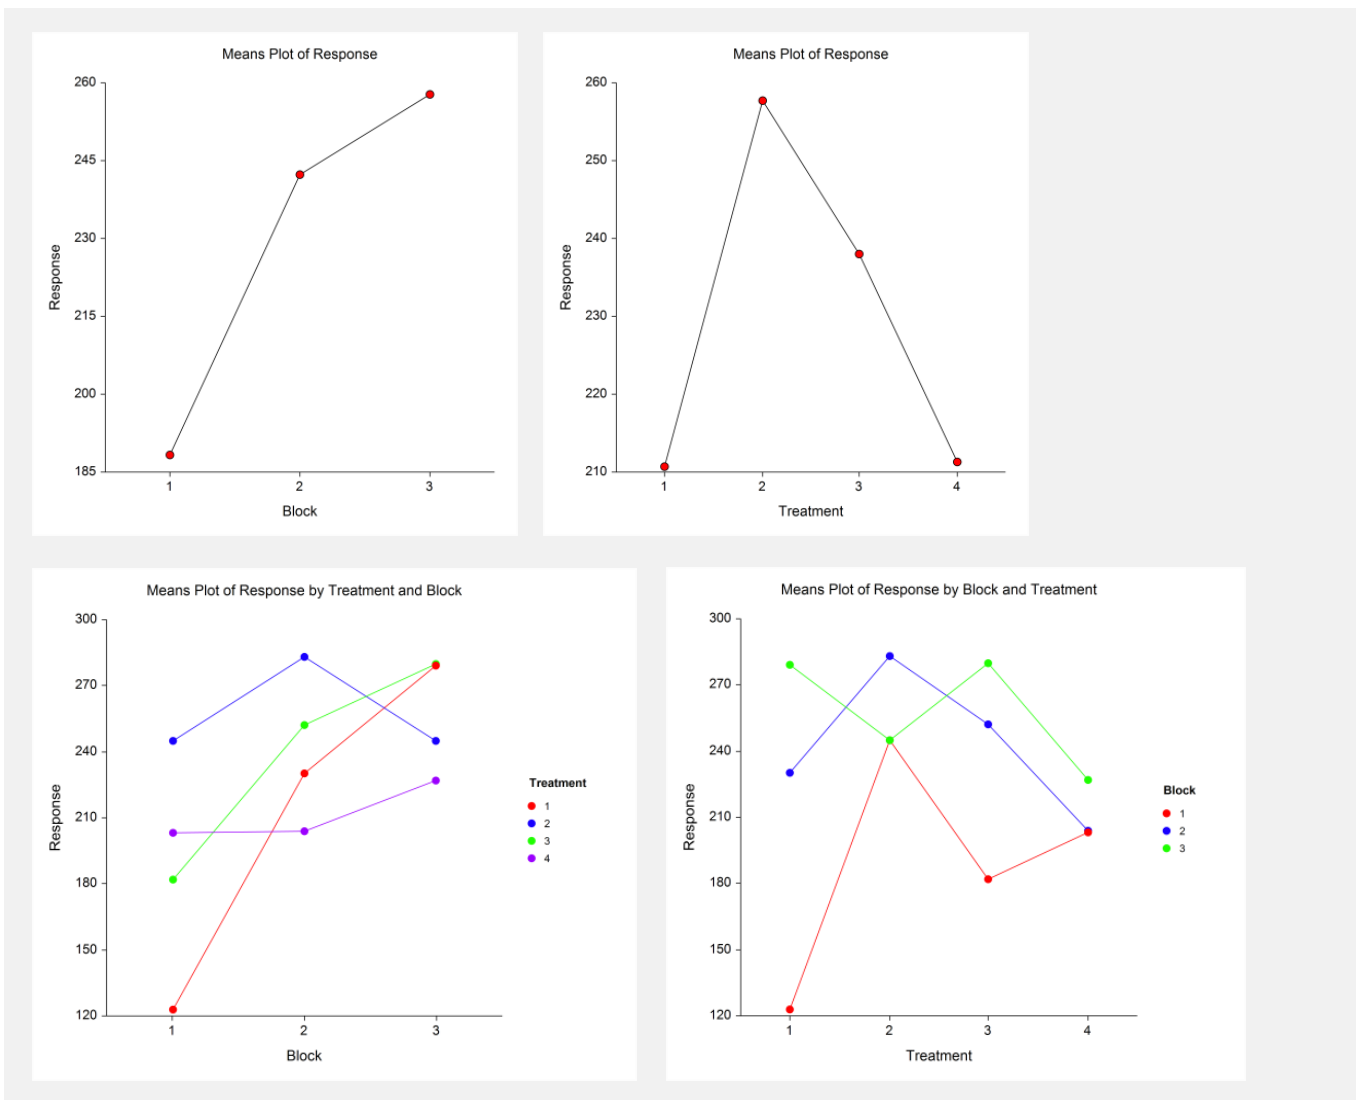 Means Plot of Response
260
245
230
215
200
185
Response
1 2 3
Block
Means Plot of Response
260
250
240
230
220
210
Response
1 2 3 4
Treatment
Means Plot of Response by Treatment and Block
300
270
240
210
180
150
120
Response
1 2 3
Block
Treatment
1
2
3
4
Means Plot of Response by Block and Treatment
300
270
240
210
180
150
120
Response
1 2 3 4
Treatment
Block
1
2
3